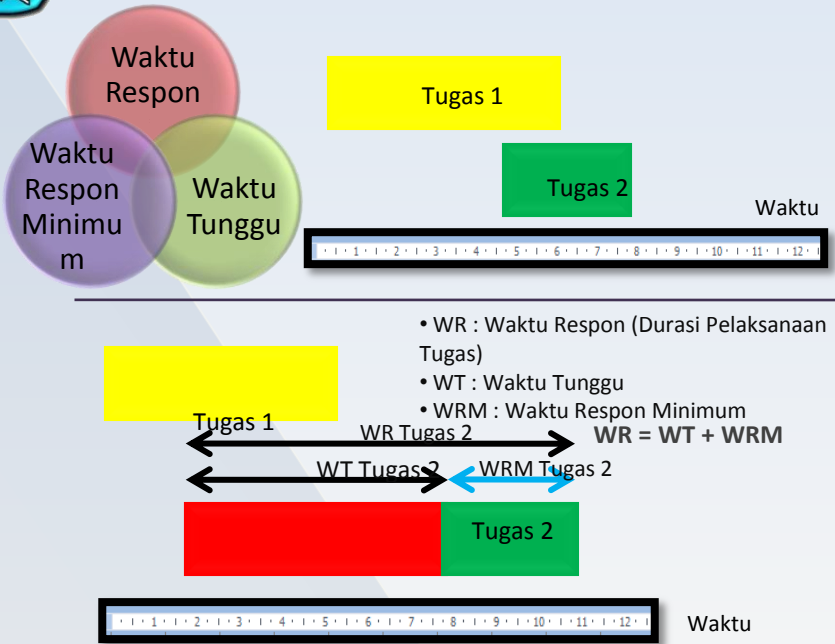 Waktu
Respon
Waktu
Respon
Minimu
m
Waktu
Tunggu
Tugas 1
Tugas 2
Waktu
1 2 3 4 5 6 7 8 9 10 11 12
• WR : Waktu Respon (Durasi Pelaksanaan
Tugas)
• WT : Waktu Tunggu
• WRM : Waktu Respon Minimum
WR = WT + WRM
Tugas 1
WR Tugas 2
WT Tugas 2
WRM Tugas 2
Tugas 2
1 2 3 4 5 6 7 8 9 10 11 12
Waktu